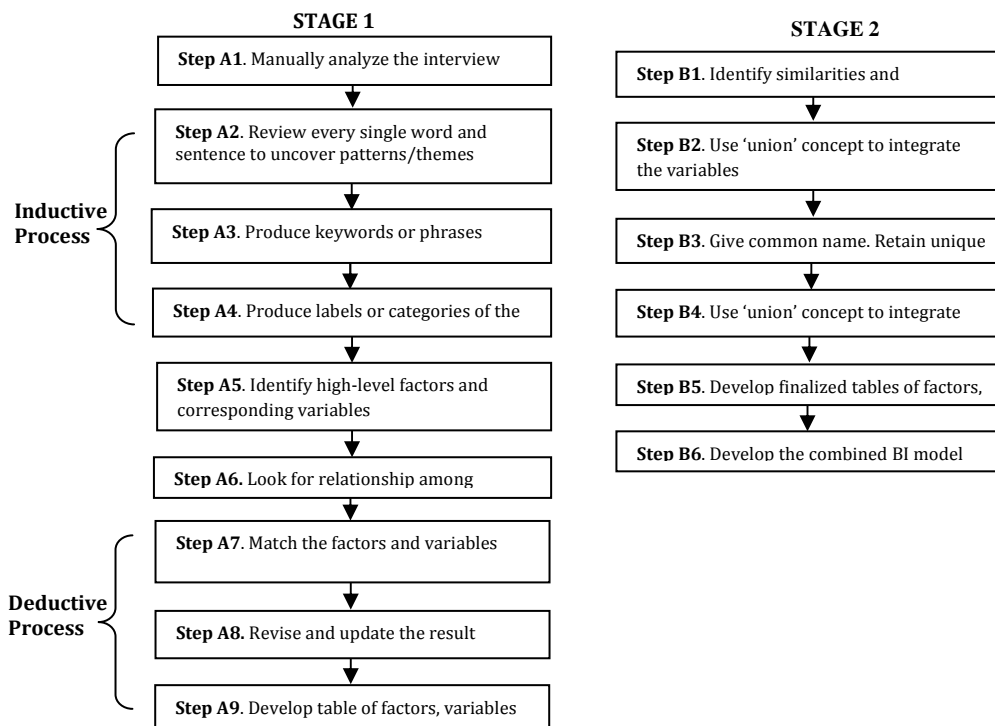 STAGE 1
Step A1. Manually analyze the interview
Step A2. Review every single word and
sentence to uncover patterns/themes
Inductive
Process
Step A3. Produce keywords or phrases
Step A4. Produce labels or categories of the
Step A5. Identify high-level factors and
corresponding variables
Step A6. Look for relationship among
Step A7. Match the factors and variables
Deductive
Process
Step A8. Revise and update the result
Step A9. Develop table of factors, variables
STAGE 2
Step B1. Identify similarities and
Step B2. Use ‘union’ concept to integrate
the variables
Step B3. Give common name. Retain unique
Step B4. Use ‘union’ concept to integrate
Step B5. Develop finalized tables of factors,
Step B6. Develop the combined BI model